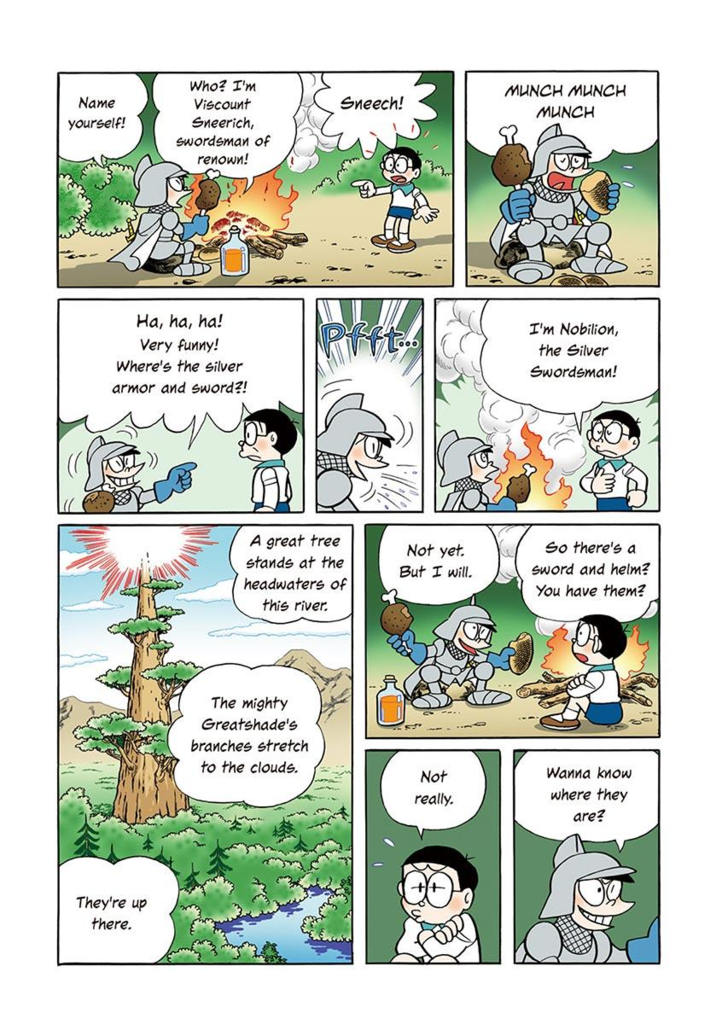 MUNCH MUNCH
MUNCH
Sneech!
Who? I'm
Viscount
Sneerich,
swordsman of
renown!
Name
yourself!
I'm Nobilion,
the Silver
Swordsman!
Pfft...
Ha, ha, ha!
Very funny!
Where's the silver
armor and sword?!
So there's a
sword and helm?
You have them?
Not yet.
But I will.
Wanna know
where they
are?
Not
really.
A great tree
stands at the
headwaters of
this river.
The mighty
Greatshade's
branches stretch
to the clouds.
They're up
there.